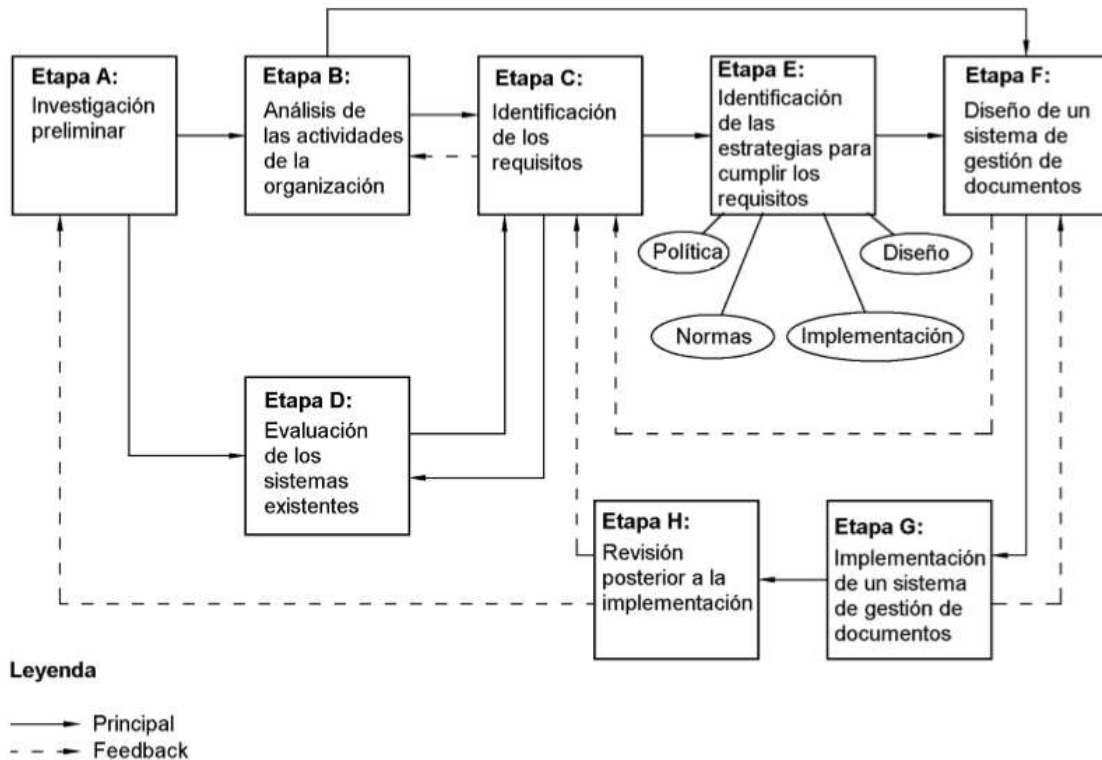 Etapa A:
Investigación
preliminar
Etapa B:
Análisis de
las actividades
de la
organización
Etapa C:
Identificación
de los
requisitos
Etapa E:
Identificación
de las
estrategias para
cumplir los
requisitos
Etapa F:
Diseño de un
sistema de
gestión de
documentos
Política
Diseño
Normas
Implementación
Etapa D:
Evaluación
de los
sistemas
existentes
Etapa H:
Revisión
posterior a la
implementación
Etapa G:
Implementación
de un sistema
de gestión de
documentos
Leyenda
Principal
Feedback